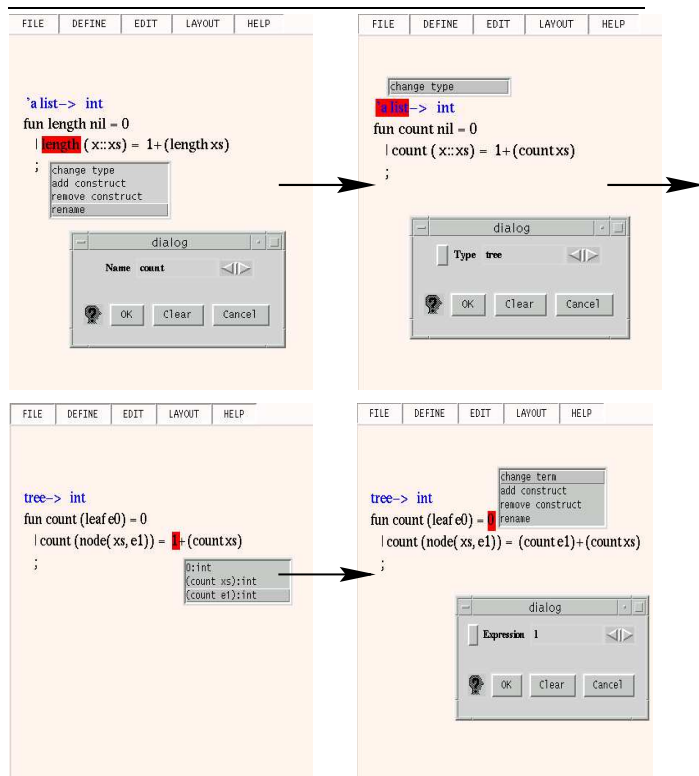 FILE DEFINE EDIT LAYOUT HELP
'a list–> int
fun length nil = 0
| length ( x::xs) = 1+(length xs)
;
change type
add construct
remove construct
rename
dialog
Name count
OK Clear Cancel
FILE DEFINE EDIT LAYOUT HELP
change type
'a list–> int
fun count nil = 0
| count ( x::xs) = 1+(count xs)
;
dialog
Type tree
OK Clear Cancel
FILE DEFINE EDIT LAYOUT HELP
tree–> int
fun count (leaf e0) = 0
| count (node( xs, e1)) = 1+(count xs)
;
0:int
(count xs):int
(count e1):int
FILE DEFINE EDIT LAYOUT HELP
change term
add construct
remove construct
rename
tree–> int
fun count (leaf e0) = 0
| count (node( xs, e1)) = (count e1)+(count xs)
;
dialog
Expression 1
OK Clear Cancel